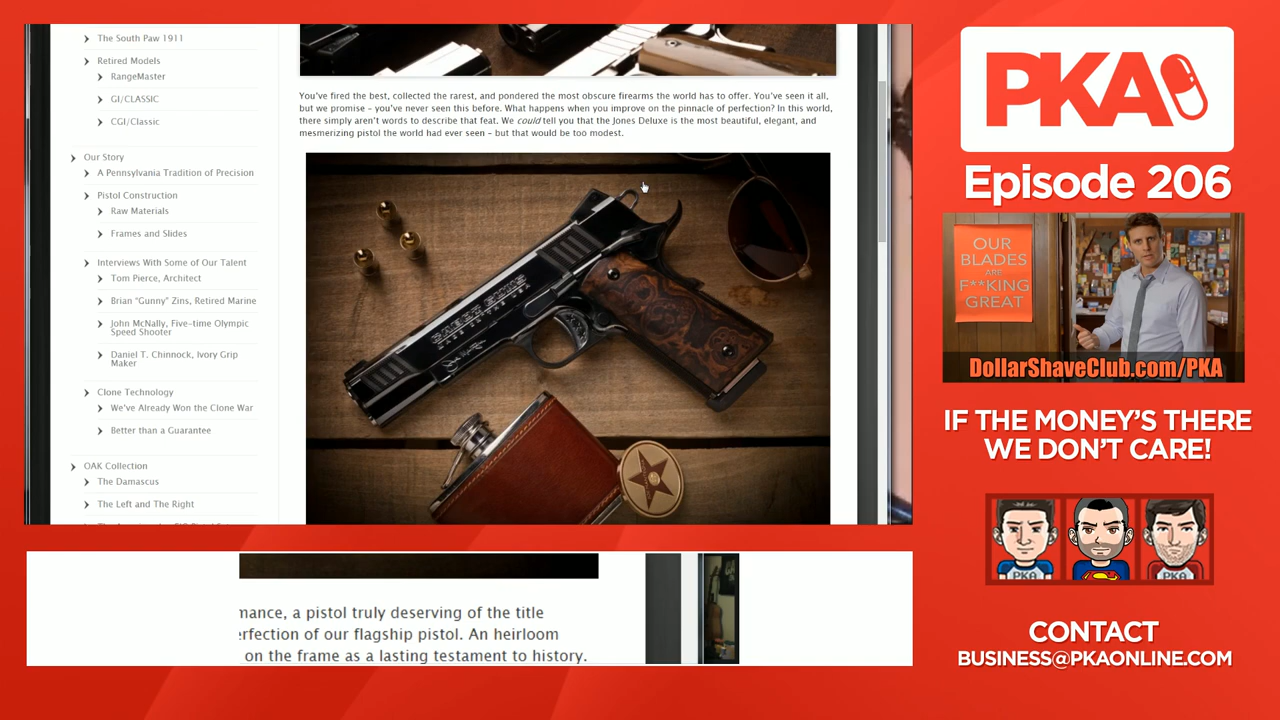 The South Paw 1911
Retired Models
RangeMaster
GI/CLASSIC
CGI/Classic
Our Story
A Pennsylvania Tradition of Precision
Pistol Construction
Raw Materials
Frames and Slides
Interviews With Some of Our Talent
Tom Pierce, Architect
Brian “Gunny” Zins, Retired Marine
John McNally, Five-time Olympic
Speed Shooter
Daniel T. Chinnock, Ivory Grip
Maker
Clone Technology
We've Already Won the Clone War
Better than a Guarantee
OAK Collection
The Damascus
The Left and The Right
You've fired the best, collected the rarest, and pondered the most obscure firearms the world has to offer. You've seen it all,
but we promise – you've never seen this before. What happens when you improve on the pinnacle of perfection? In this world,
there simply aren't words to describe that feat. We could tell you that the Jones Deluxe is the most beautiful, elegant, and
mesmerizing pistol the world had ever seen – but that would be too modest.
CABOT GUNS
MADE IN THE USA
mance, a pistol truly deserving of the title
erfection of our flagship pistol. An heirloom
on the frame as a lasting testament to history.
PKA
Episode 206
OUR
BLADES
ARE
F**KING
GREAT
DollarShaveClub.com/PKA
IF THE MONEY'S THERE
WE DON'T CARE!
PKA
PKA
CONTACT
BUSINESS@PKAONLINE.COM